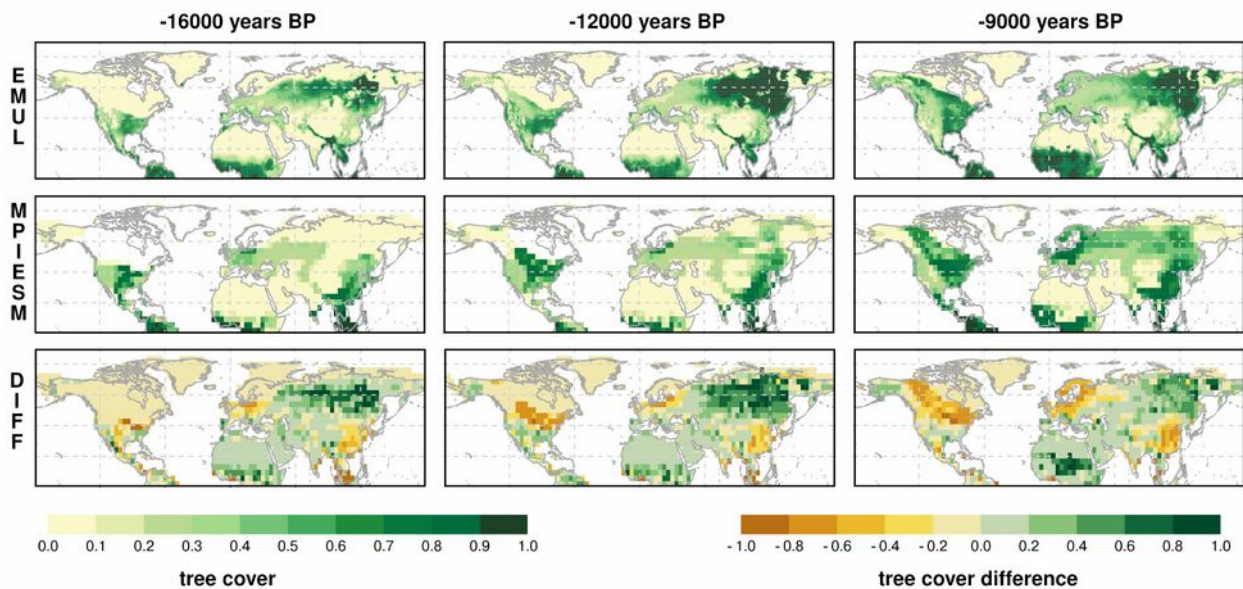 -16000 years BP
-12000 years BP
-9000 years BP
EMUL
MPIESM
DIFF
0.0 0.1 0.2 0.3 0.4 0.5 0.6 0.7 0.8 0.9 1.0
tree cover
- 1.0 - 0.8 - 0.6 - 0.4 - 0.2 0.0 0.2 0.4 0.6 0.8 1.0
tree cover difference